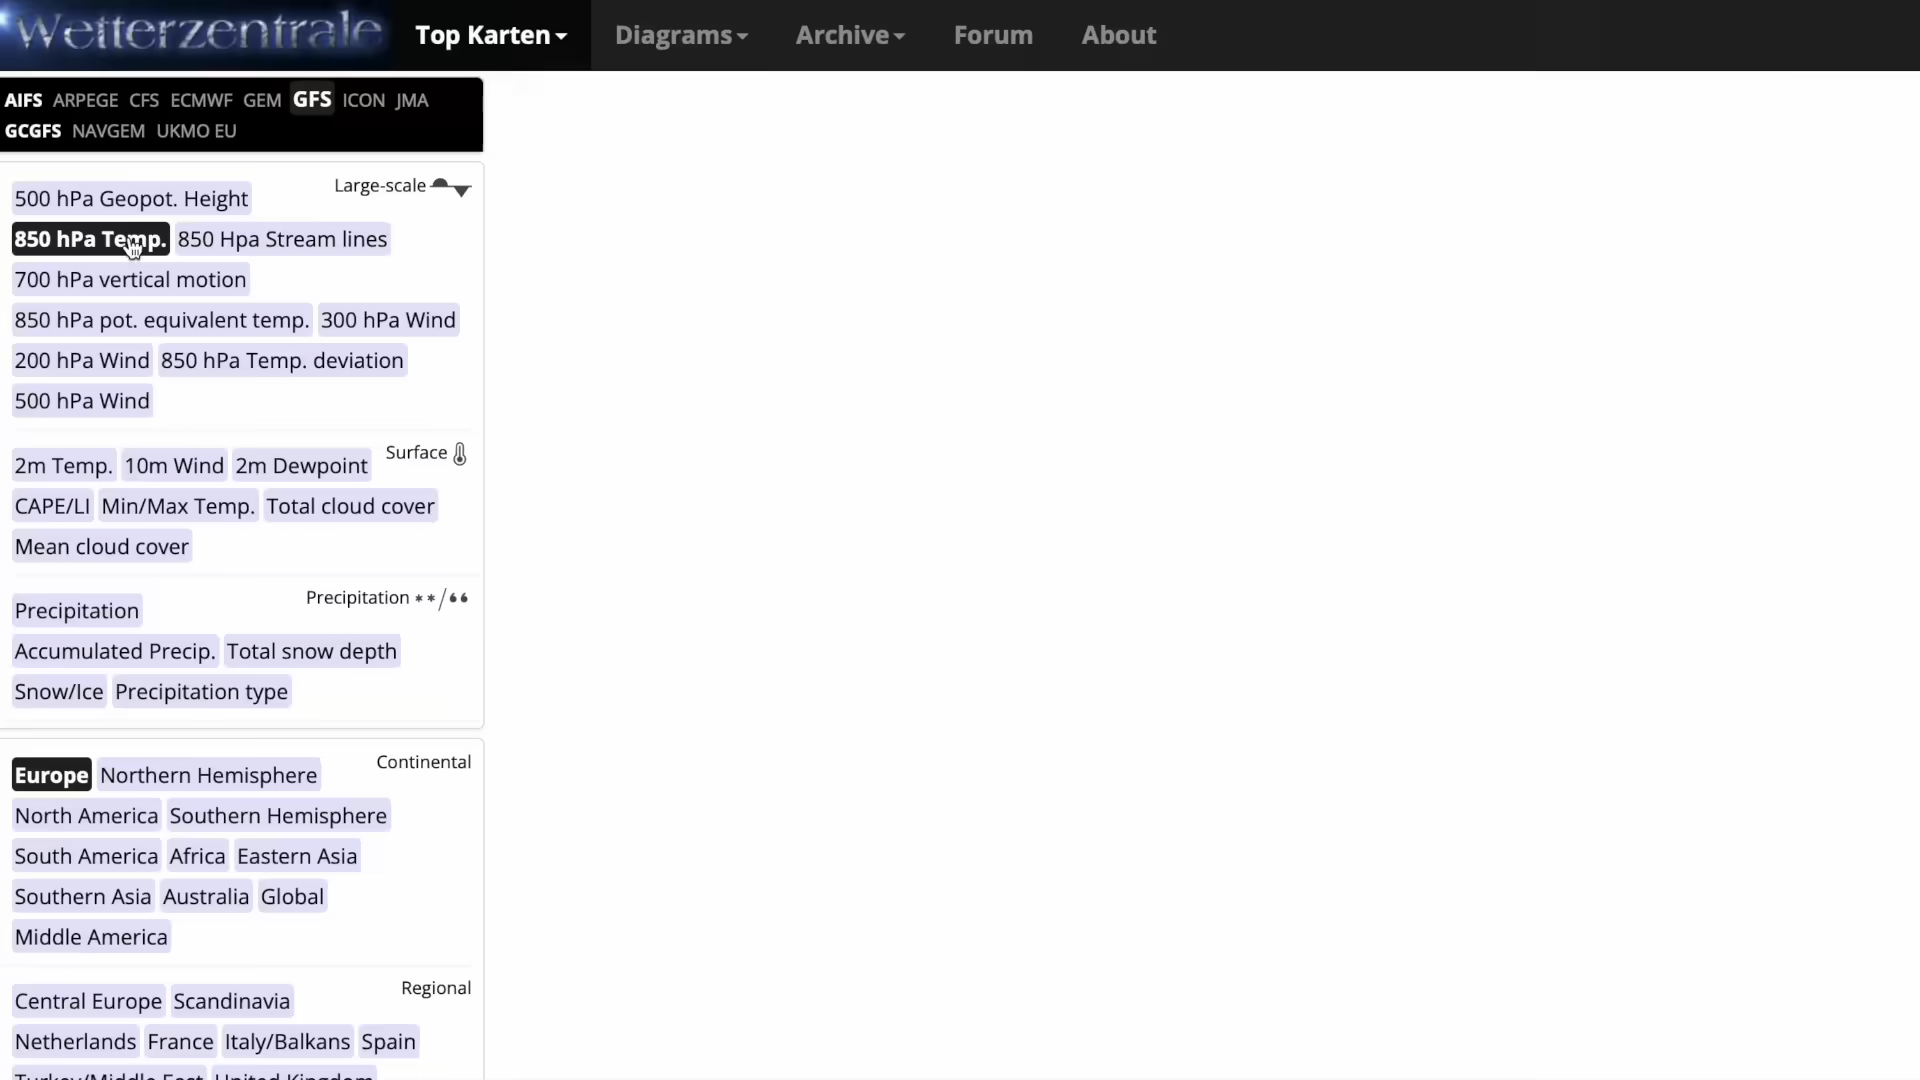 Wetterzentrale Top Karten Diagrams Archive Forum About
AIFS ARPEGE CFS ECMWF GEM GFS ICON JMA
GCGFS NAVGEM UKMO EU
Large-scale
500 hPa Geopot. Height
850 hPa Temp. 850 Hpa Stream lines
700 hPa vertical motion
850 hPa pot. equivalent temp. 300 hPa Wind
200 hPa Wind 850 hPa Temp. deviation
500 hPa Wind
Surface
2m Temp. 10m Wind 2m Dewpoint
CAPE/LI Min/Max Temp. Total cloud cover
Mean cloud cover
Precipitation **/
Precipitation
Accumulated Precip. Total snow depth
Snow/Ice Precipitation type
Continental
Europe Northern Hemisphere
North America Southern Hemisphere
South America Africa Eastern Asia
Southern Asia Australia Global
Middle America
Regional
Central Europe Scandinavia
Netherlands France Italy/Balkans Spain
Turkey/Middle East United Kingdom